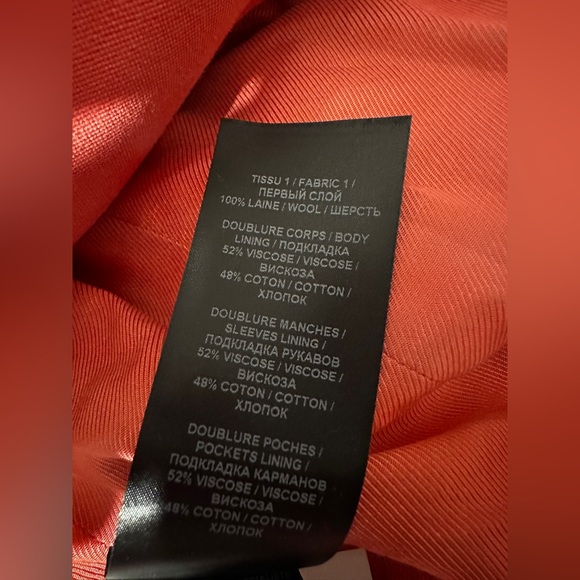 TISSU 1 / FABRIC 1 /
ПЕРВЫЙ СЛОЙ
100% LAINE / WOOL / ШЕРСТЬ
DOUBLURE CORPS / BODY
LINING / ПОДКЛАДКА
52% VISCOSE / VISCOSE /
ВИСКОЗА
48% COTON / COTTON /
ХЛОПОК
DOUBLURE MANCHES /
SLEEVES LINING /
ПОДКЛАДКА РУКАВОВ
52% VISCOSE / VISCOSE /
ВИСКОЗА
48% COTON / COTTON /
ХЛОПОК
DOUBLURE POCHES /
POCKETS LINING /
ПОДКЛАДКА КАРМАНОВ
52% VISCOSE / VISCOSE /
ВИСКОЗА
48% COTON / COTTON /
ХЛОПОК